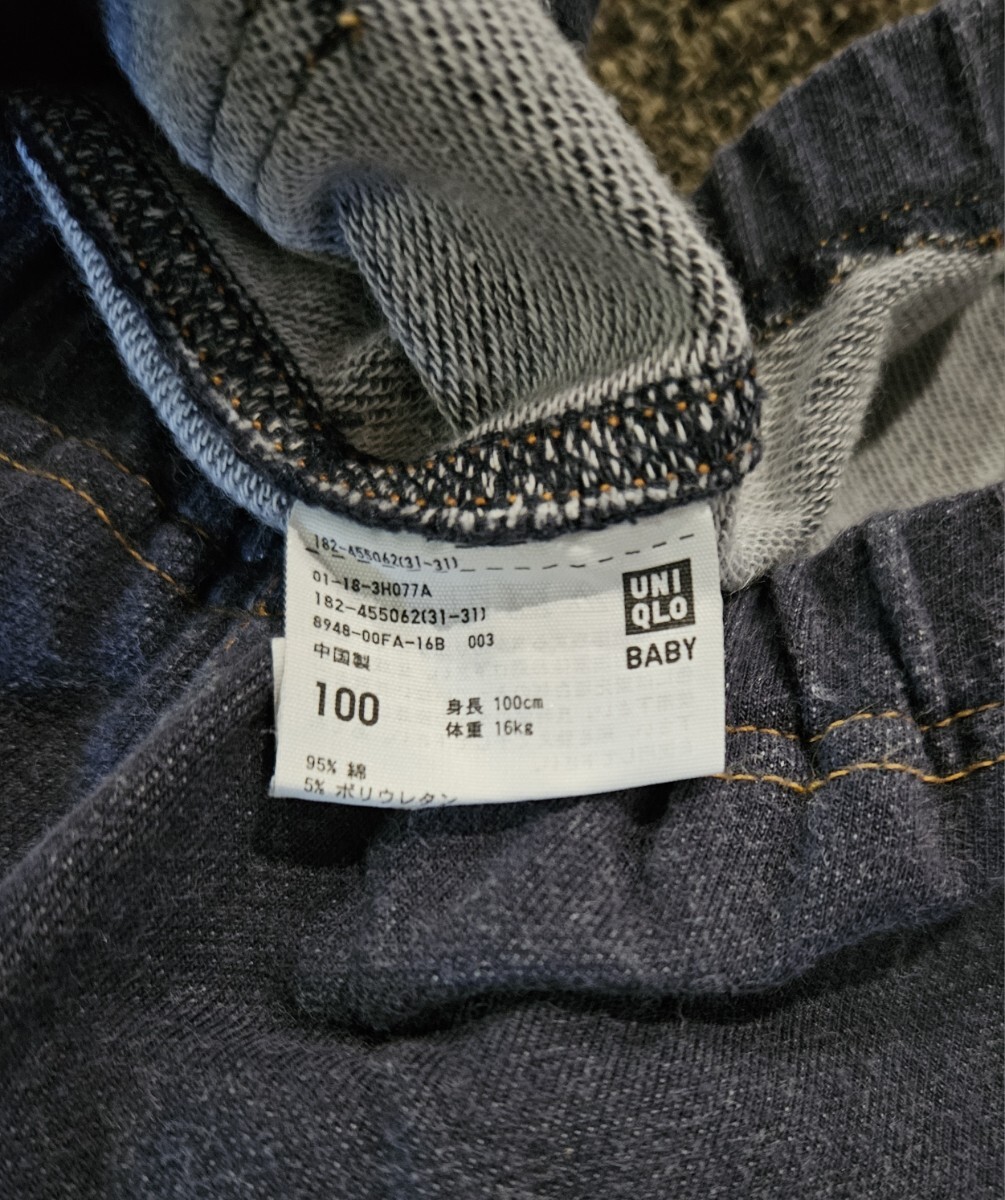 182-455062(31-31)
01-18-3H077A
182-455062(31-31)
8948-00FA-16B 003
中国製
UNI
QLO
BABY
100
身長 100cm
体重 16kg
95% 綿
5% ポリウレタン